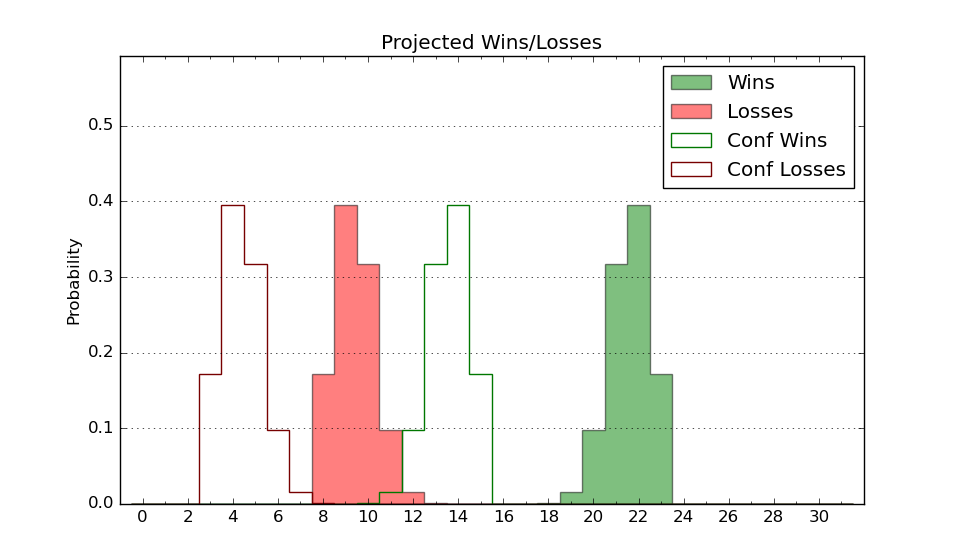 Projected Wins/Losses
Wins
Losses
Conf Wins
Conf Losses
Probability
0.5
0.4
0.3
0.2
0.1
0.0
0 2 4 6 8 10 12 14 16 18 20 22 24 26 28 30